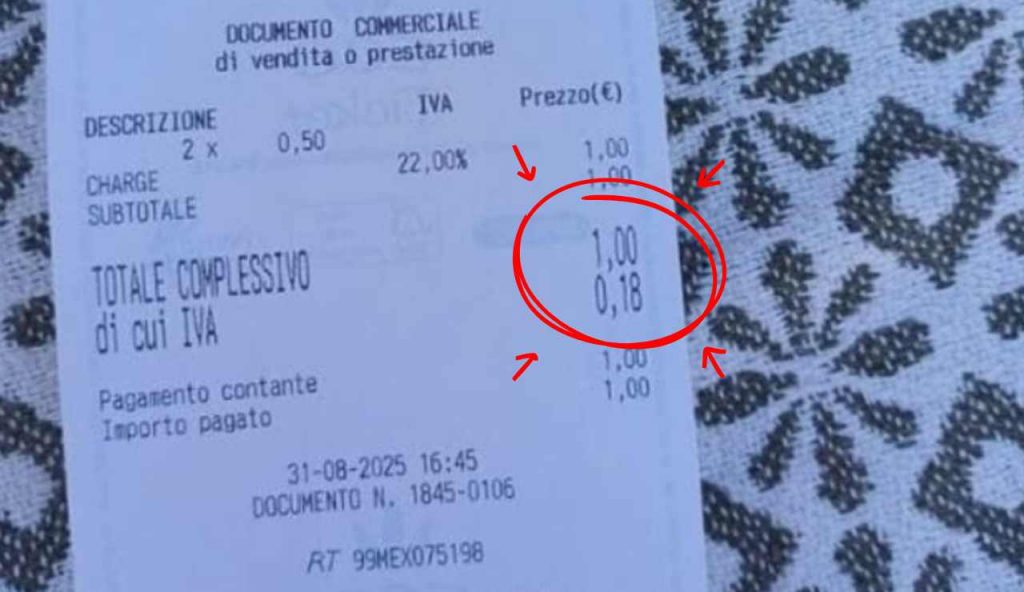 DOCUMENTO COMMERCIALE
di vendita o prestazione
DESCRIZIONE IVA Prezzo(€)
2 x 0,50
CHARGE 22,00% 1,00
SUBTOTALE 1,00
TOTALE COMPLESSIVO 1,00
di cui IVA 0,18
Pagamento contante 1,00
Importo pagato 1,00
31-08-2025 16:45
DOCUMENTO N. 1845-0106
RT 99MEX075198